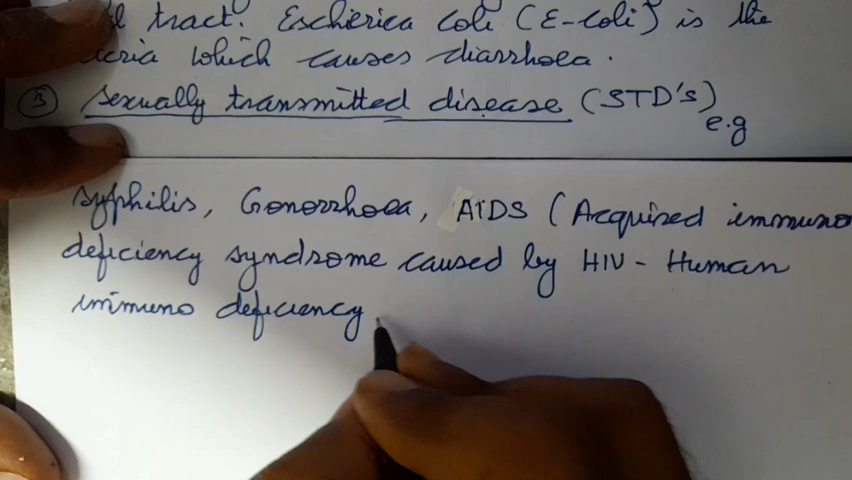 tract. Escherica coli (E-coli) is the
which causes diarrhoea.
③ Sexually transmitted disease (STD's)
e.g
syphilis, Gonorrhoea, AIDS (Acquired immuno
deficiency syndrome caused by HIV - Human
immuno deficiency